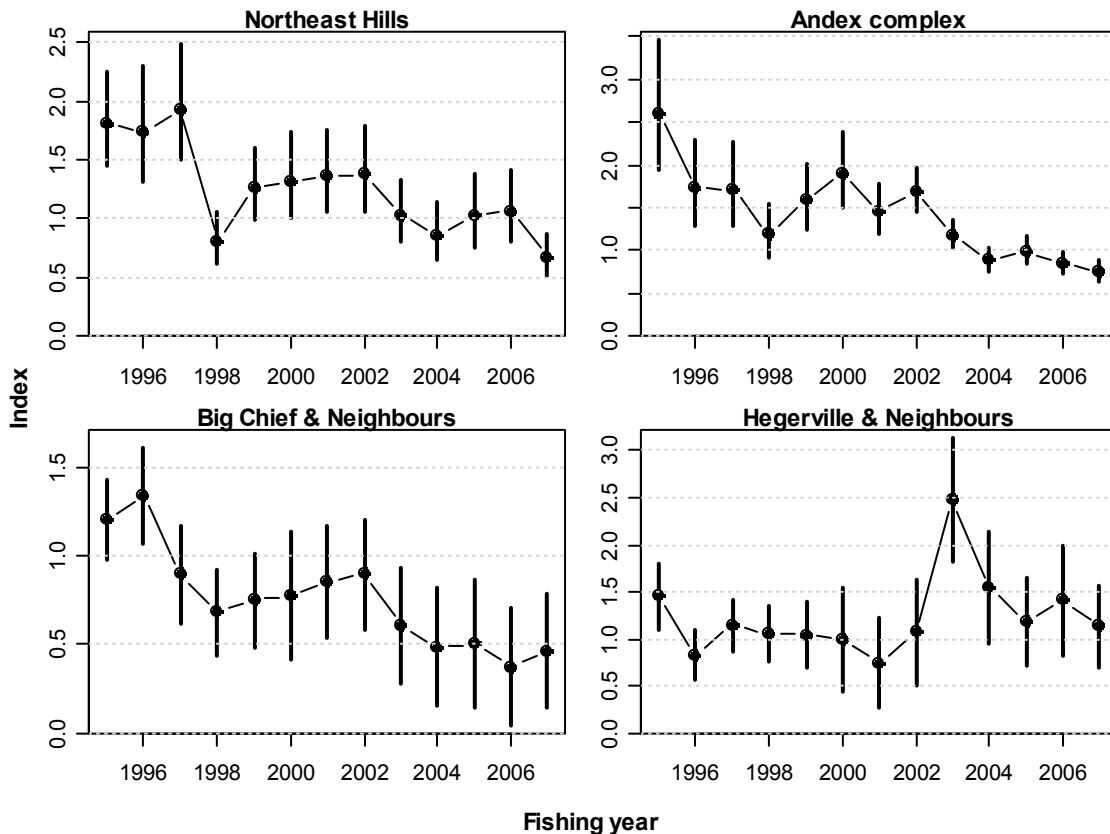 Northeast Hills
2.5
2.0
1.5
1.0
0.5
0.0
1996 1998 2000 2002 2004 2006
Andex complex
3.0
2.0
1.0
0.0
1996 1998 2000 2002 2004 2006
Index
Big Chief & Neighbours
1.5
1.0
0.5
0.0
1996 1998 2000 2002 2004 2006
Hegerville & Neighbours
3.0
2.5
2.0
1.5
1.0
0.5
0.0
1996 1998 2000 2002 2004 2006
Fishing year